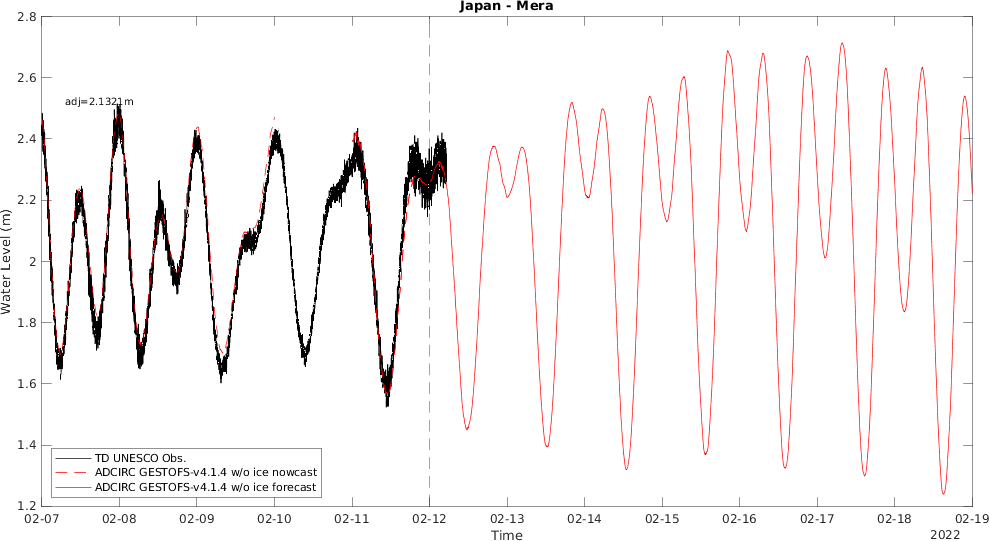 Japan - Mera
2.8
2.6
adj=2.1321m
2.4
2.2
Water Level (m)
2
1.8
1.6
1.4
TD UNESCO Obs.
ADCIRC GESTOFS-v4.1.4 w/o ice nowcast
ADCIRC GESTOFS-v4.1.4 w/o ice forecast
1.2
02-07 02-08 02-09 02-10 02-11 02-12 02-13 02-14 02-15 02-16 02-17 02-18 02-19
Time
2022